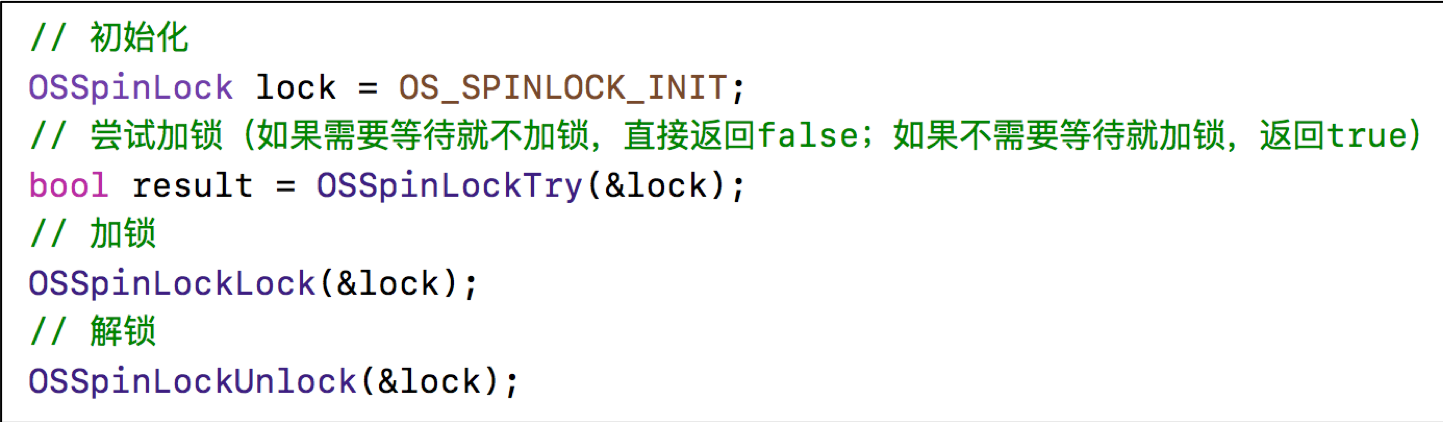 // 初始化
OSSpinLock lock = OS_SPINLOCK_INIT;
// 尝试加锁（如果需要等待就不加锁，直接返回false；如果不需要等待就加锁，返回true）
bool result = OSSpinLockTry(&lock);
// 加锁
OSSpinLockLock(&lock);
// 解锁
OSSpinLockUnlock(&lock);